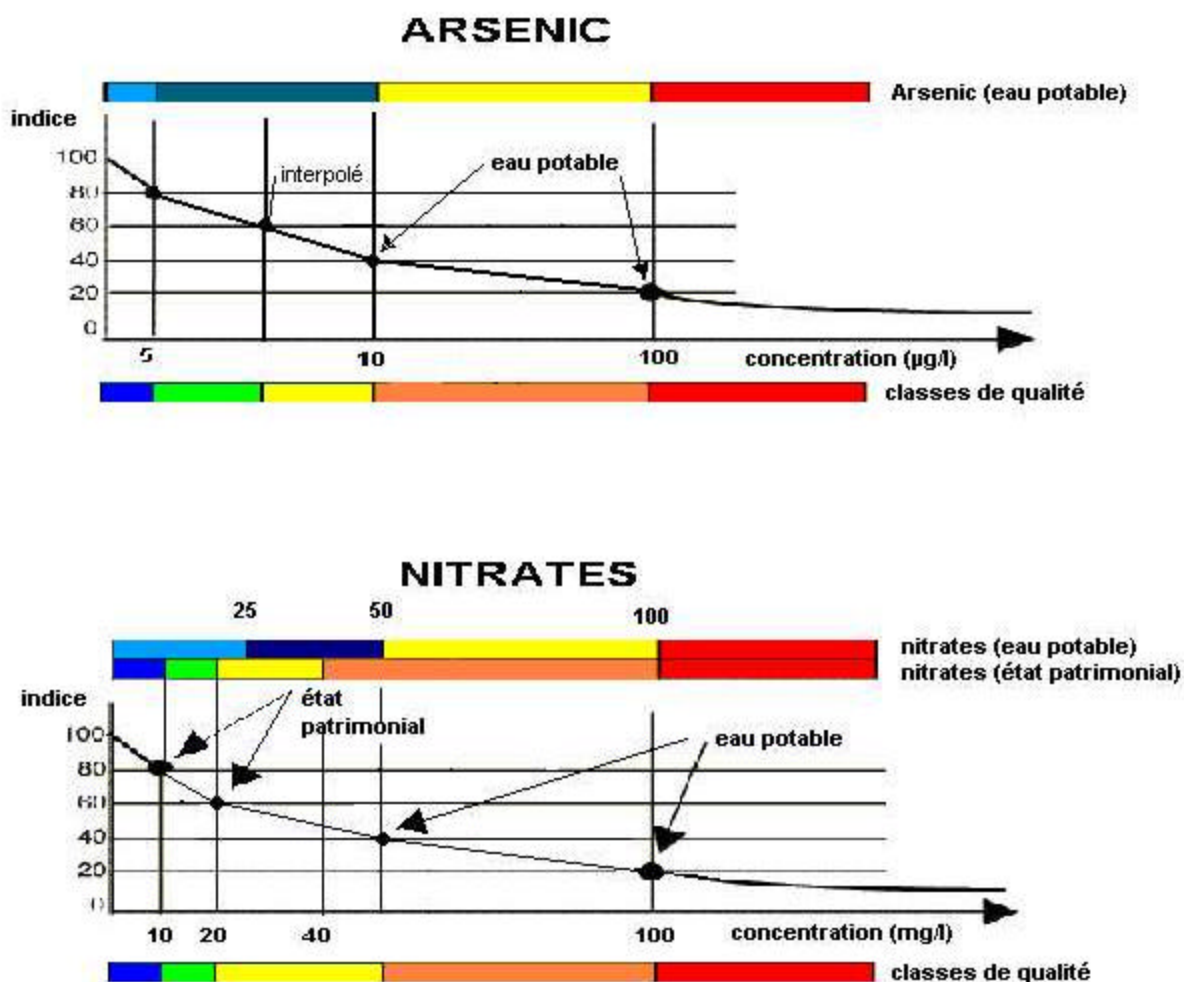 ARSENIC
Arsenic (eau potable)
indice
100
80
60
40
20
0
interpolé
eau potable
5
10
100
concentration (µg/l)
classes de qualité
NITRATES
25
50
100
nitrates (eau potable)
nitrates (état patrimonial)
indice
100
80
60
40
20
0
état
patrimonial
eau potable
10
20
40
100
concentration (mg/l)
classes de qualité